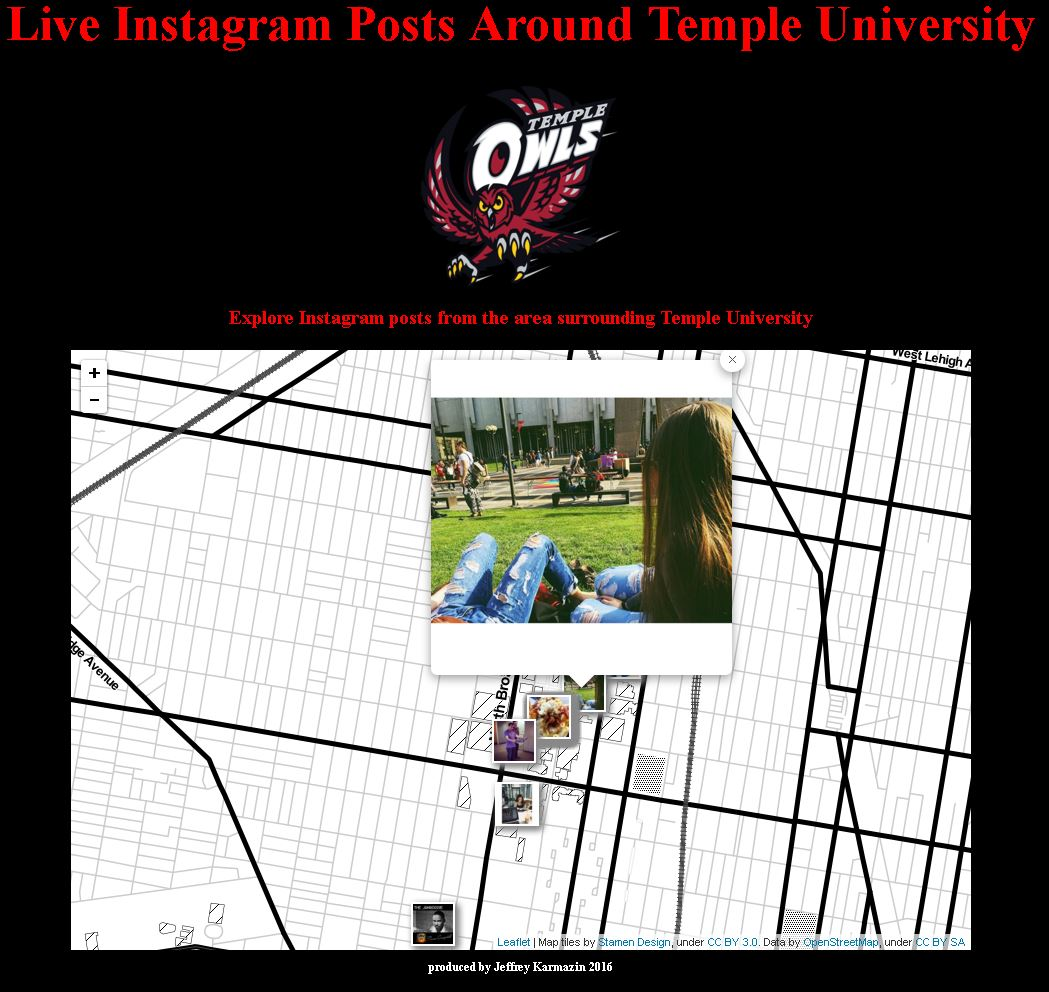 Live Instagram Posts Around Temple University
TEMPLE
OWLS
Explore Instagram posts from the area surrounding Temple University
+
−
×
West Lehigh A
dge Avenue
th Bro
Leaflet | Map tiles by Stamen Design, under CC BY 3.0. Data by OpenStreetMap, under CC BY SA
produced by Jeffrey Karmazin 2016